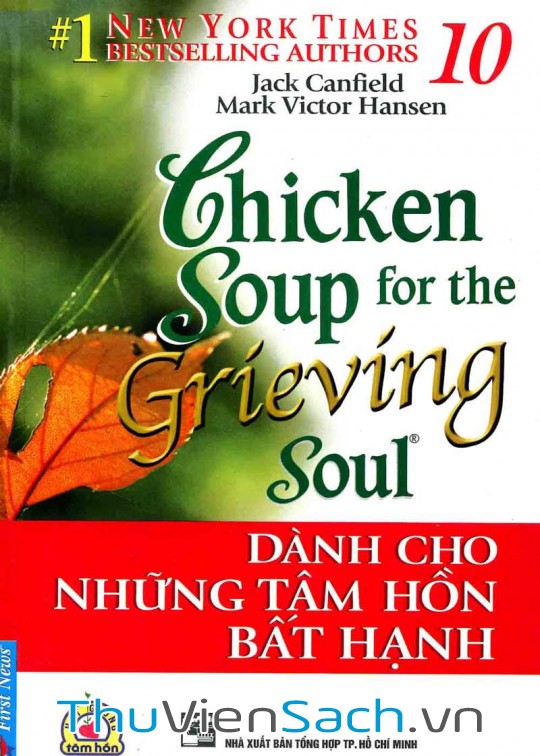 #1 NEW YORK TIMES
BESTSELLING AUTHORS
10
Jack Canfield
Mark Victor Hansen
Chicken
Soup for the
Grieving
Soul®
DÀNH CHO
NHỮNG TÂM HỒN
BẤT HẠNH
First News
tâm hồn
ThuVienSach.vn
NHÀ XUẤT BẢN TỔNG HỢP TP. HỒ CHÍ MINH